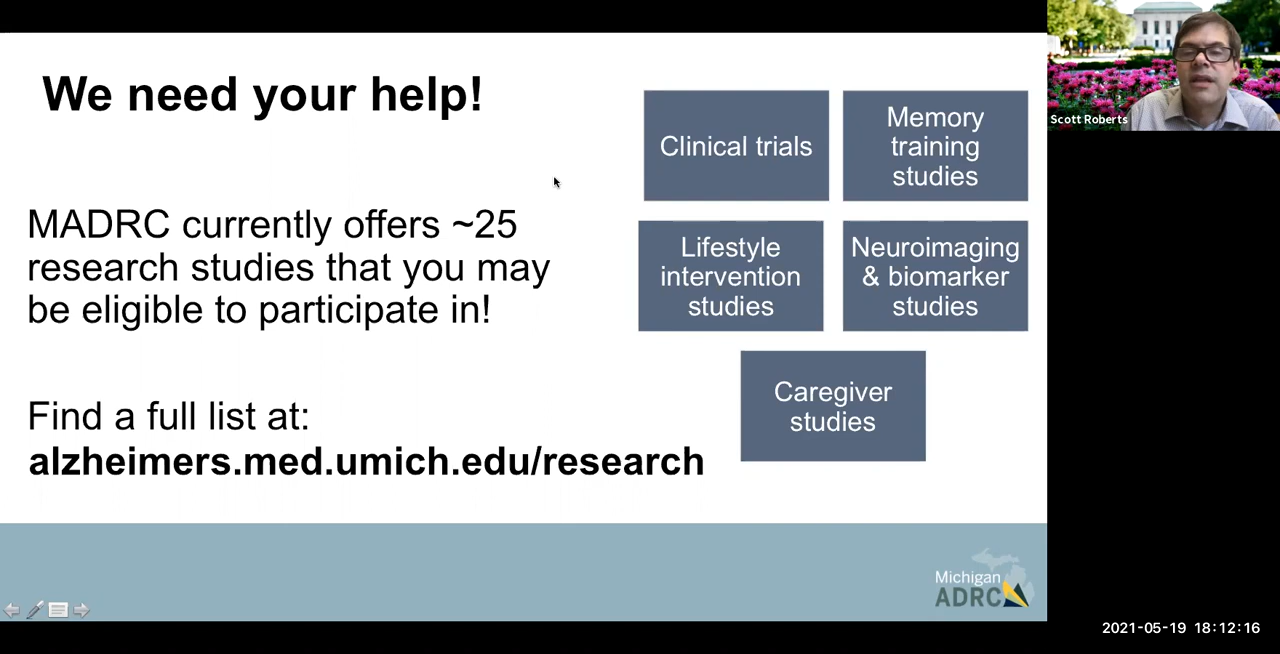 We need your help!
MADRC currently offers ~25
research studies that you may
be eligible to participate in!
Find a full list at:
alzheimers.med.umich.edu/research
Clinical trials
Memory
training
studies
Lifestyle
intervention
studies
Neuroimaging
& biomarker
studies
Caregiver
studies
Michigan
ADRC
Scott Roberts
2021-05-19 18:12:16